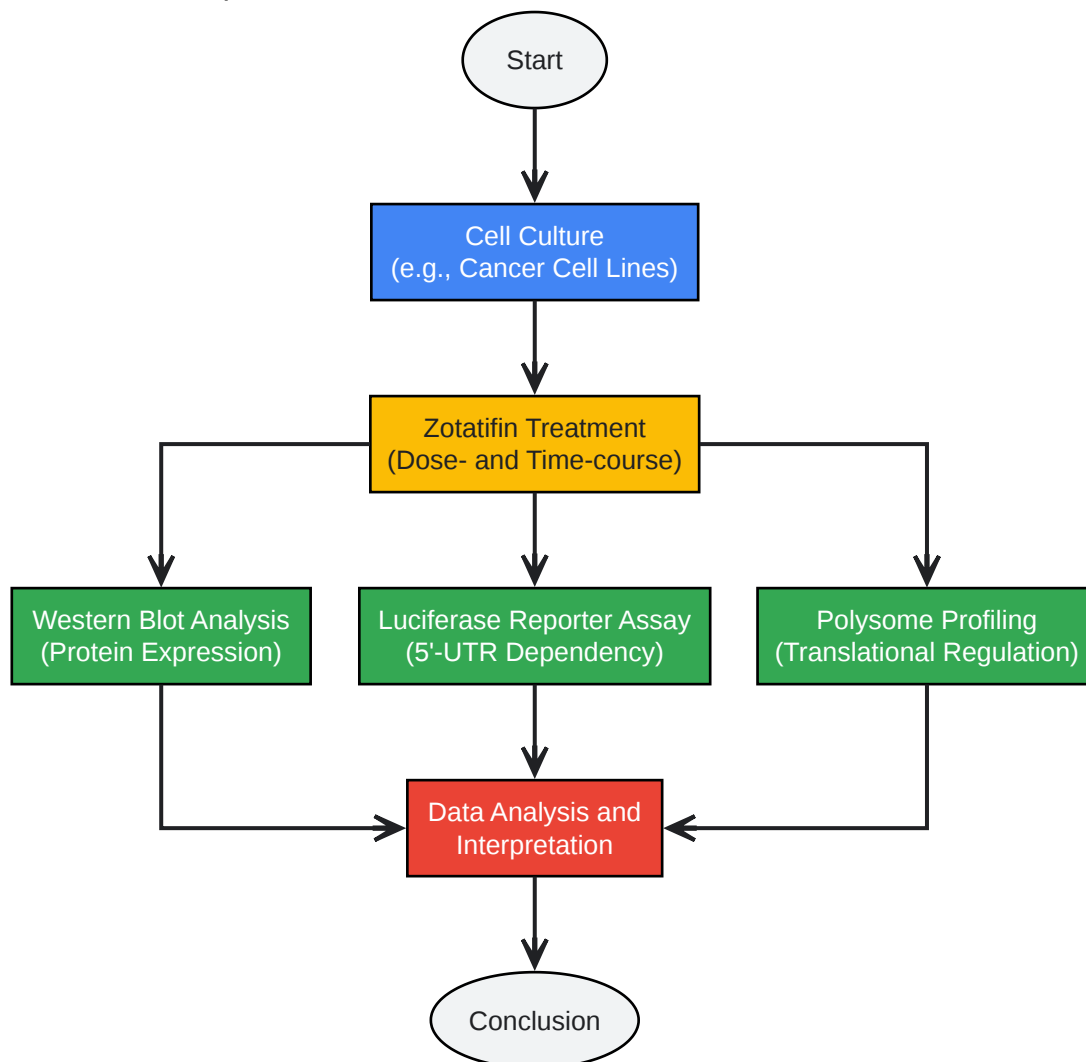 Start
Cell Culture
(e.g., Cancer Cell Lines)
Zotatifin Treatment
(Dose- and Time-course)
Western Blot Analysis
(Protein Expression)
Luciferase Reporter Assay
(5'-UTR Dependency)
Polysome Profiling
(Translational Regulation)
Data Analysis and
Interpretation
Conclusion